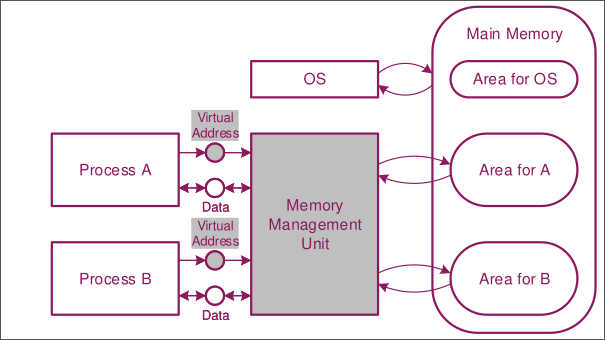 Main Memory
OS
Area for OS
Virtual
Address
Process A
Area for A
Data
Memory
Management
Unit
Virtual
Address
Process B
Area for B
Data